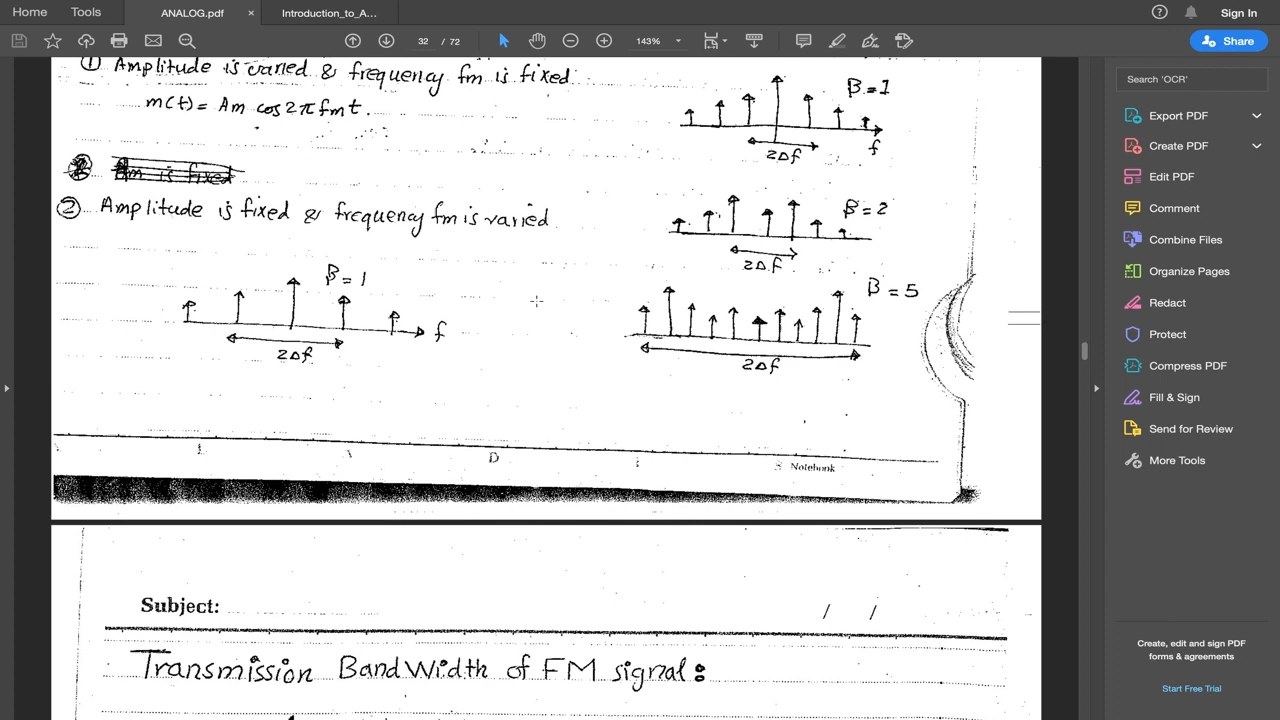 Home
Tools
ANALOG.pdf
×
Introduction_to_A...
Sign In
32 / 72
143%
Share
① Amplitude is varied & frequency fm is fixed
m(t) = Am cos 2π fm t.
Am is fixed
② Amplitude is fixed & frequency fm is varied
β = 1
f
2Δf
β = 1
2Δf
f
β = 2
2Δf
β = 5
2Δf
D
Notebook
Subject:
/ /
Transmission BandWidth of FM signal:
Search 'OCR'
Export PDF
Create PDF
Edit PDF
Comment
Combine Files
Organize Pages
Redact
Protect
Compress PDF
Fill & Sign
Send for Review
More Tools
Create, edit and sign PDF
forms & agreements
Start Free Trial